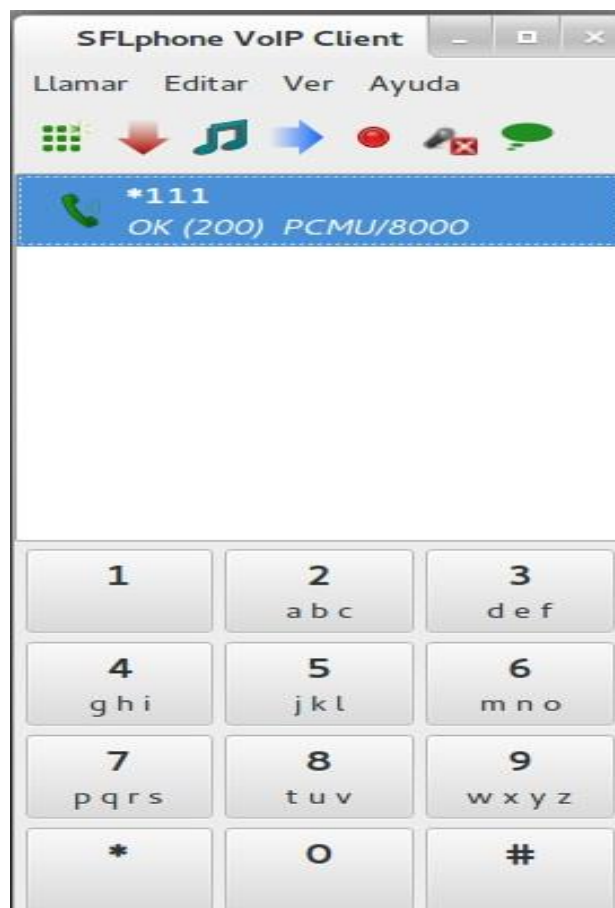 SFLphone VoIP Client
Llamar Editar Ver Ayuda
*111
OK (200) PCMU/8000
1 2 3
abc def
4 5 6
ghi jkl mno
7 8 9
pqrs tuv wxyz
* 0 #